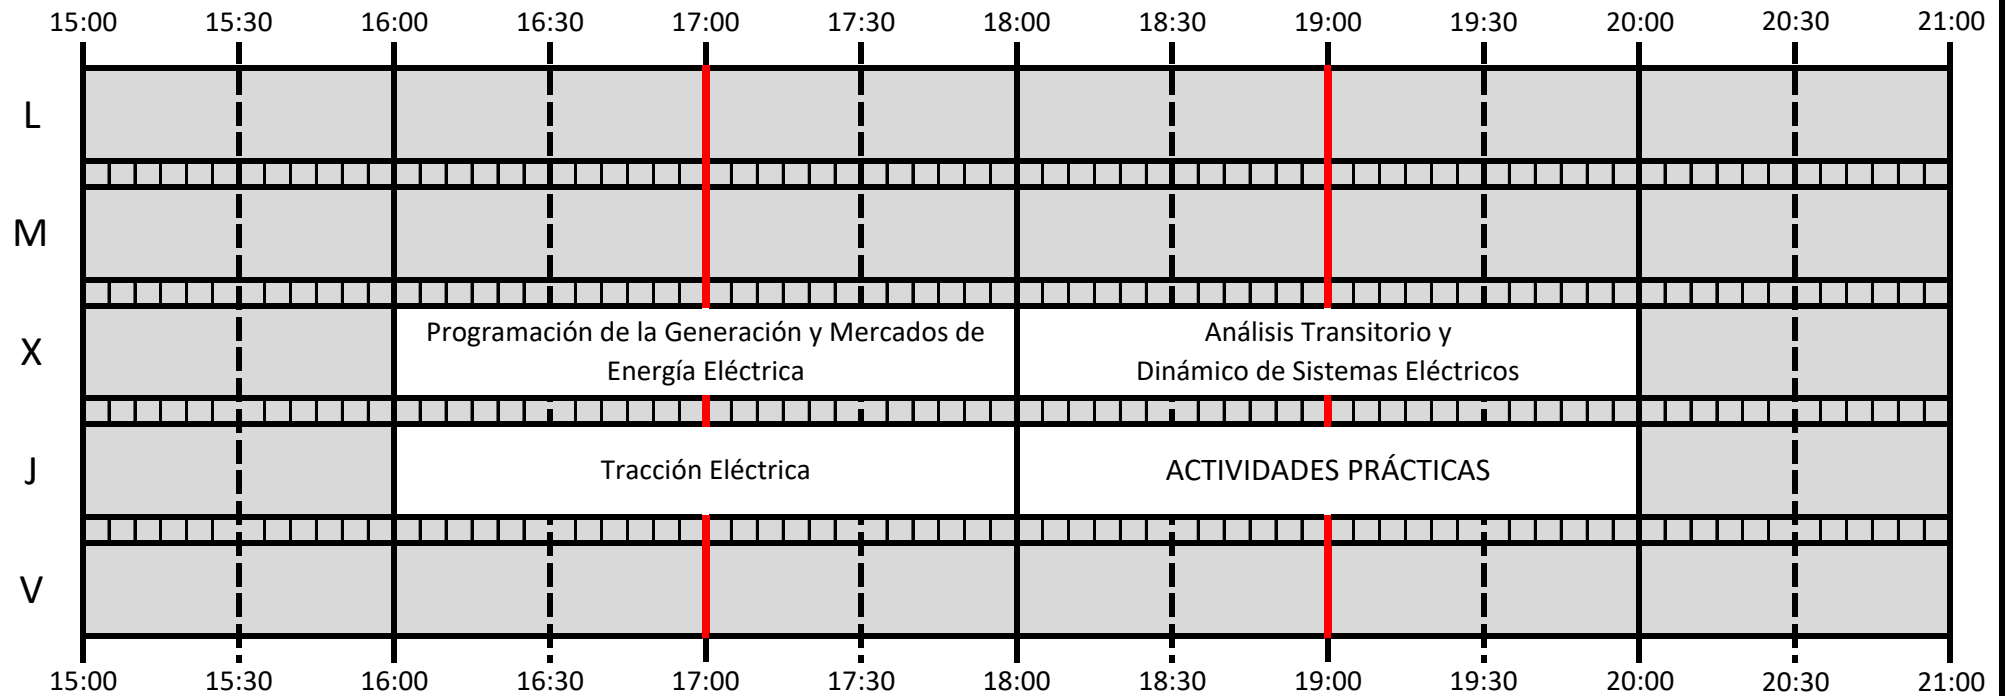 15:00 15:30 16:00 16:30 17:00 17:30 18:00 18:30 19:00 19:30 20:00 20:30 21:00
L
M
X
Programación de la Generación y Mercados de
Energía Eléctrica
Análisis Transitorio y
Dinámico de Sistemas Eléctricos
J
Tracción Eléctrica
ACTIVIDADES PRÁCTICAS
V
15:00 15:30 16:00 16:30 17:00 17:30 18:00 18:30 19:00 19:30 20:00 20:30 21:00